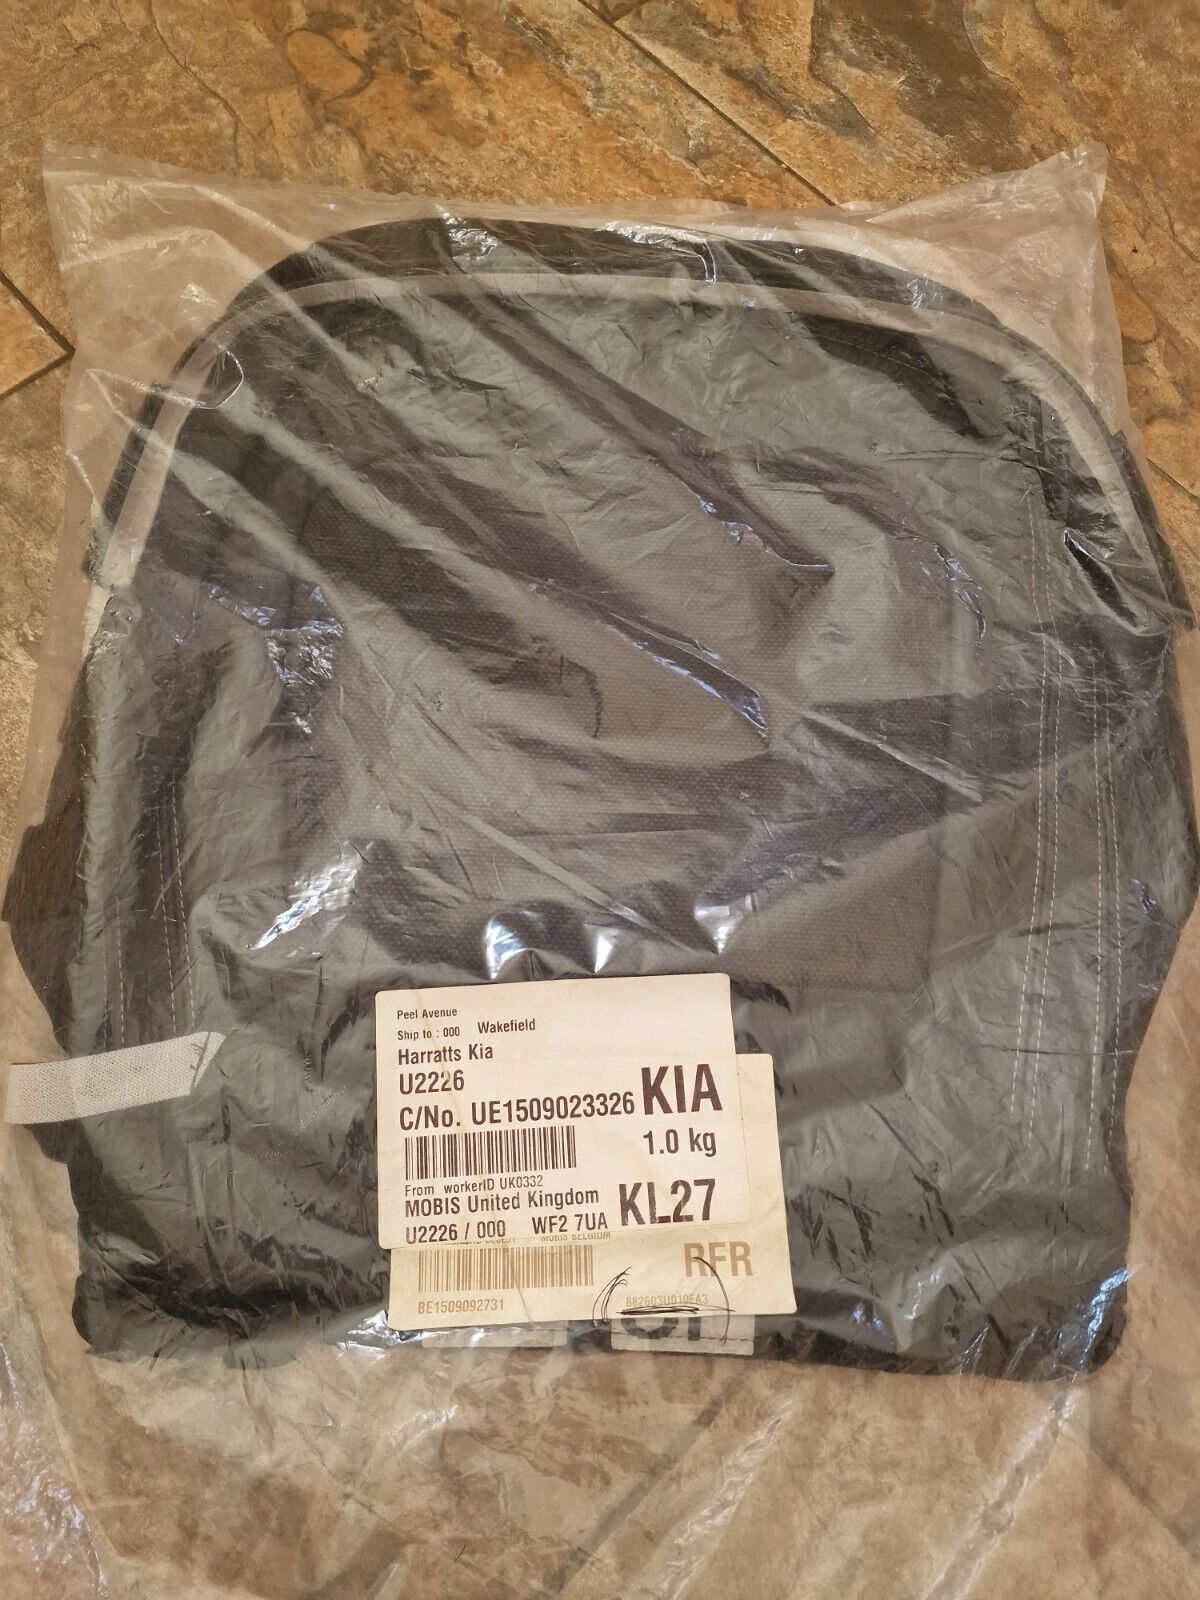 Peel Avenue
Ship to : 000 Wakefield
Harratts Kia
U2226
C/No. UE1509023326 KIA
1.0 kg
From workerID UK0332
MOBIS United Kingdom KL27
U2226 / 000 WF2 7UA
MOBIS BELGIUM
RFR
BE1509092731 882603U010EA3